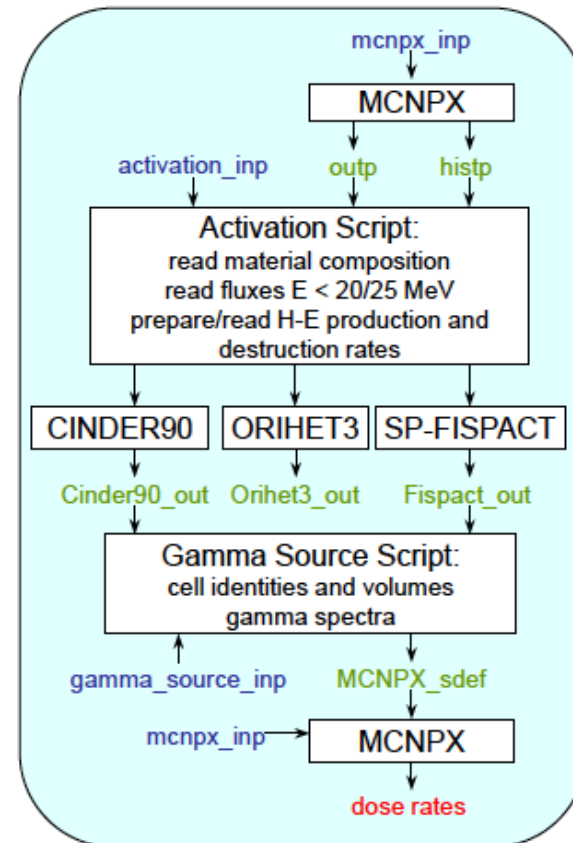 mcnpx_inp
MCNPX
activation_inp outp histp
Activation Script:
read material composition
read fluxes E < 20/25 MeV
prepare/read H-E production and
destruction rates
CINDER90 ORIHET3 SP-FISPACT
Cinder90_out Orihet3_out Fispact_out
Gamma Source Script:
cell identities and volumes
gamma spectra
gamma_source_inp MCNPX_sdef
mcnpx_inp MCNPX
dose rates